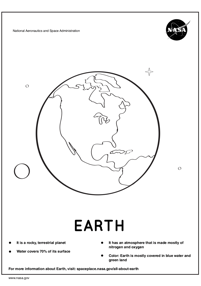 National Aeronautics and Space Administration
NASA
EARTH
It is a rocky, terrestrial planet
Water covers 70% of its surface
It has an atmosphere that is made mostly of
nitrogen and oxygen
Color: Earth is mostly covered in blue water and
green land
For more information about Earth, visit: spaceplace.nasa.gov/all-about-earth
www.nasa.gov